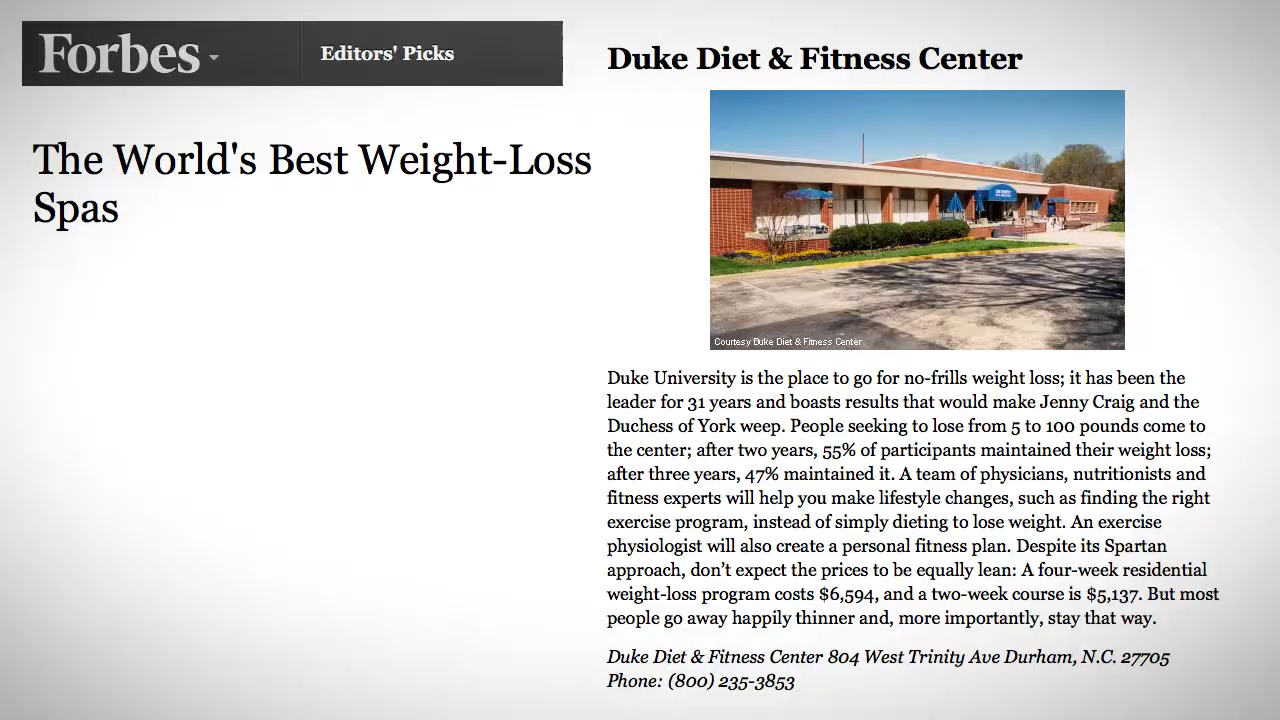 Forbes
Editors' Picks
The World's Best Weight-Loss
Spas
Duke Diet & Fitness Center
Courtesy Duke Diet & Fitness Center
Duke University is the place to go for no-frills weight loss; it has been the
leader for 31 years and boasts results that would make Jenny Craig and the
Duchess of York weep. People seeking to lose from 5 to 100 pounds come to
the center; after two years, 55% of participants maintained their weight loss;
after three years, 47% maintained it. A team of physicians, nutritionists and
fitness experts will help you make lifestyle changes, such as finding the right
exercise program, instead of simply dieting to lose weight. An exercise
physiologist will also create a personal fitness plan. Despite its Spartan
approach, don’t expect the prices to be equally lean: A four-week residential
weight-loss program costs $6,594, and a two-week course is $5,137. But most
people go away happily thinner and, more importantly, stay that way.
Duke Diet & Fitness Center 804 West Trinity Ave Durham, N.C. 27705
Phone: (800) 235-3853